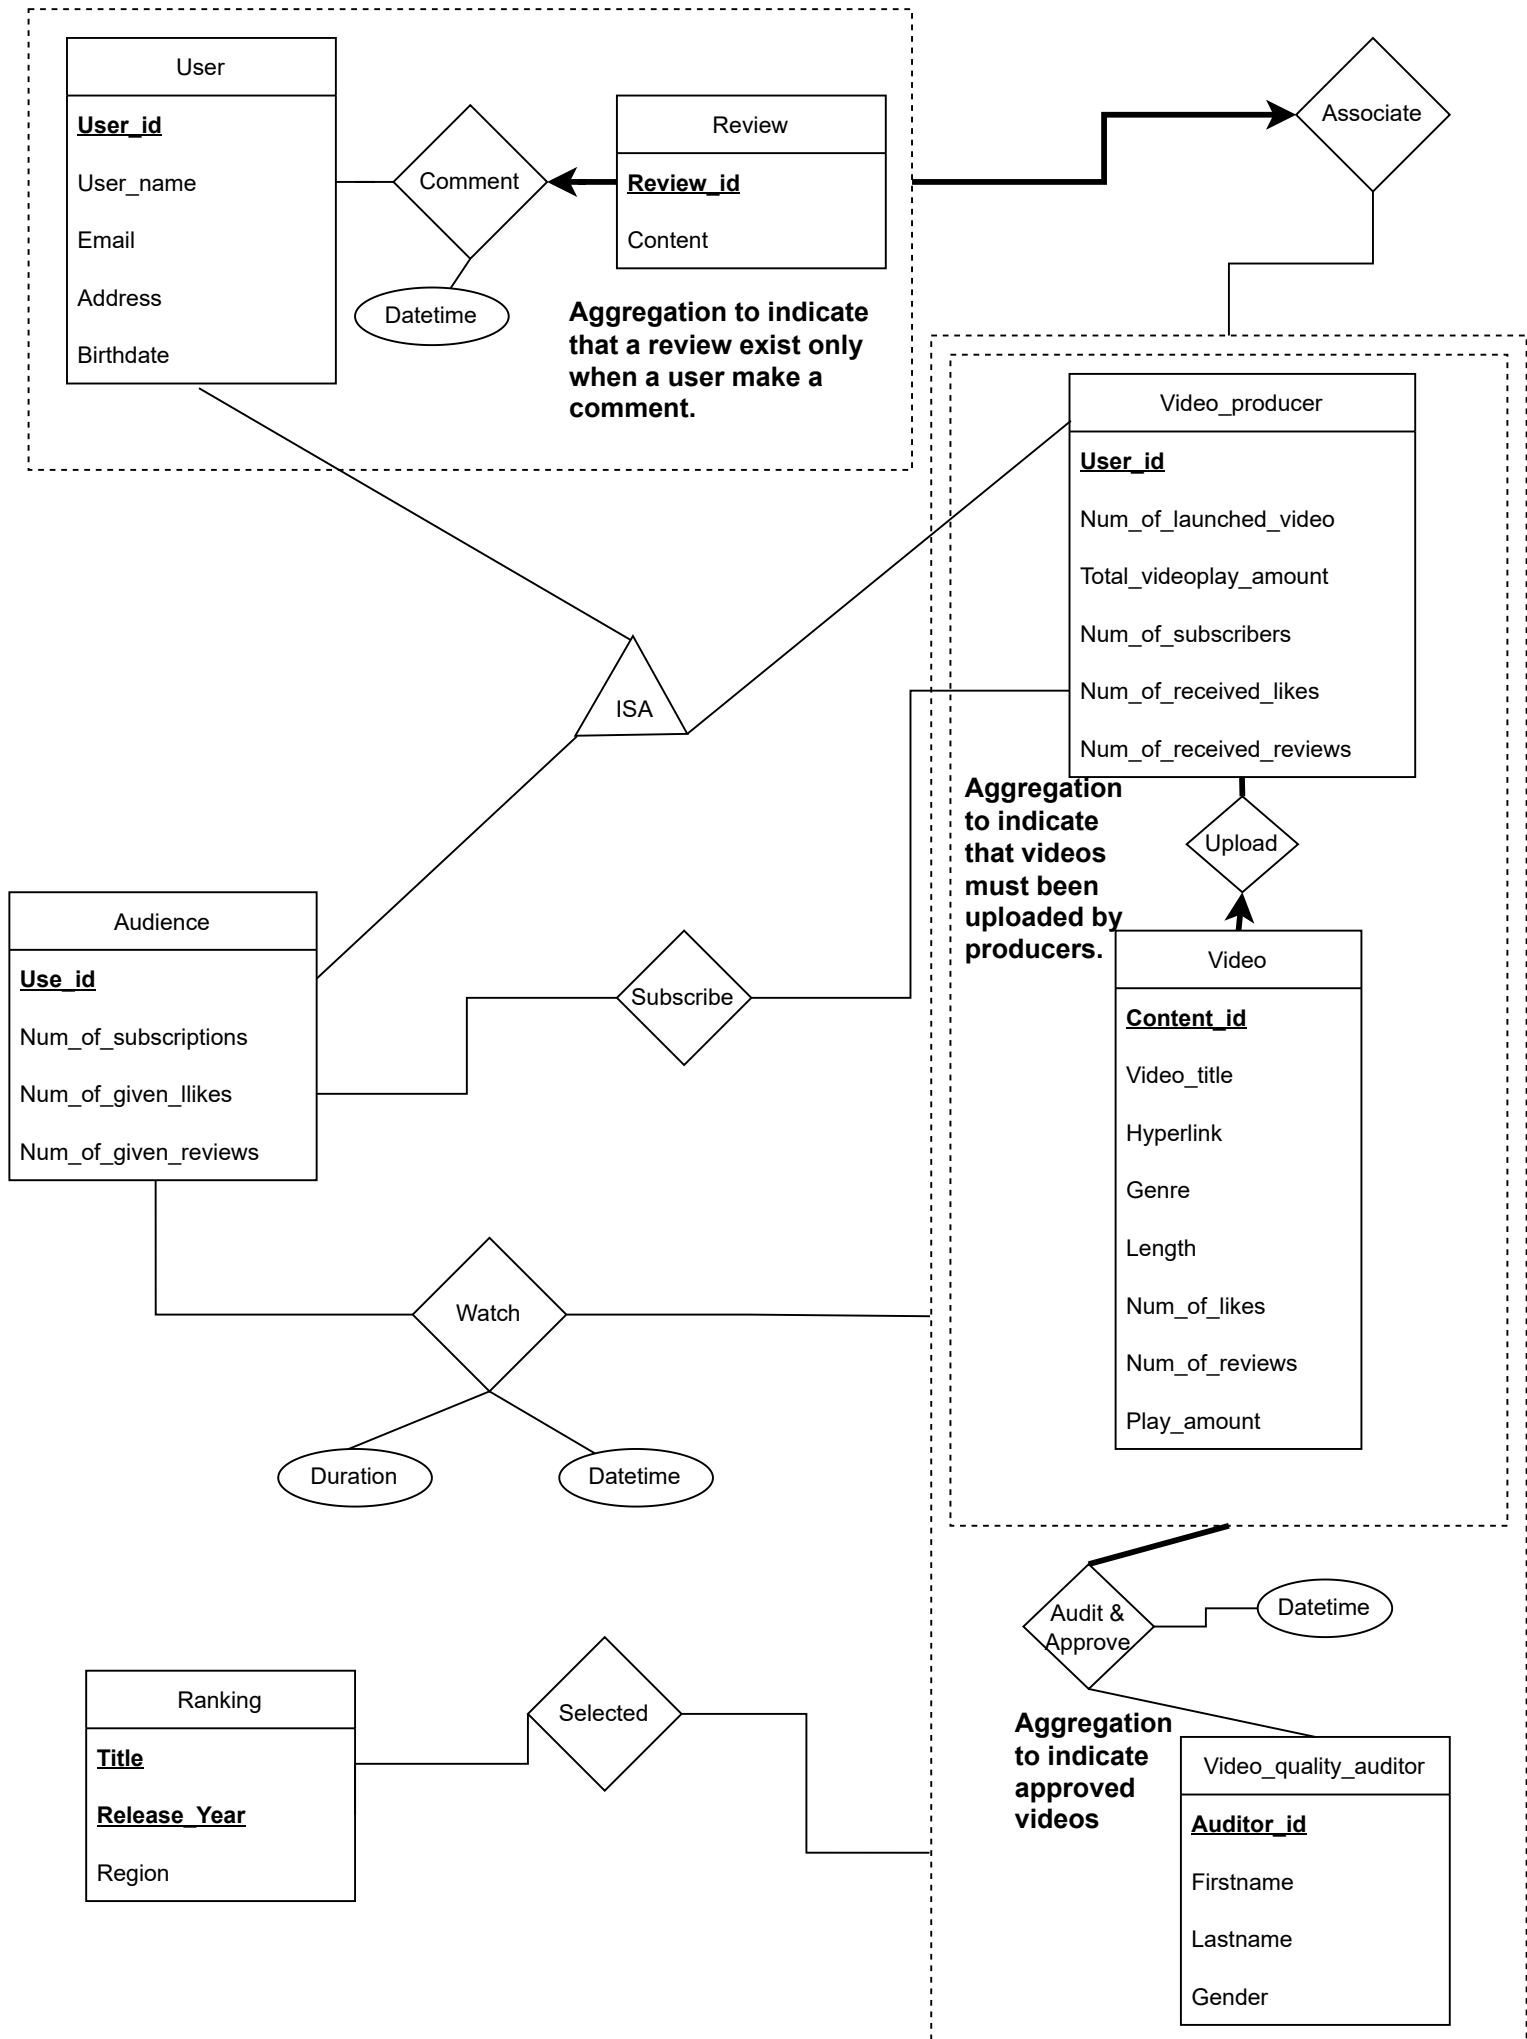 User
User_id
User_name
Email
Address
Birthdate
Comment
Datetime
Review
Review_id
Content
Aggregation to indicate
that a review exist only
when a user make a
comment.
Associate
Video_producer
User_id
Num_of_launched_video
Total_videoplay_amount
Num_of_subscribers
Num_of_received_likes
Num_of_received_reviews
ISA
Aggregation
to indicate
that videos
must been
uploaded by
producers.
Upload
Audience
Use_id
Num_of_subscriptions
Num_of_given_llikes
Num_of_given_reviews
Subscribe
Video
Content_id
Video_title
Hyperlink
Genre
Length
Num_of_likes
Num_of_reviews
Play_amount
Watch
Duration
Datetime
Audit &
Approve
Datetime
Ranking
Title
Release_Year
Region
Selected
Aggregation
to indicate
approved
videos
Video_quality_auditor
Auditor_id
Firstname
Lastname
Gender